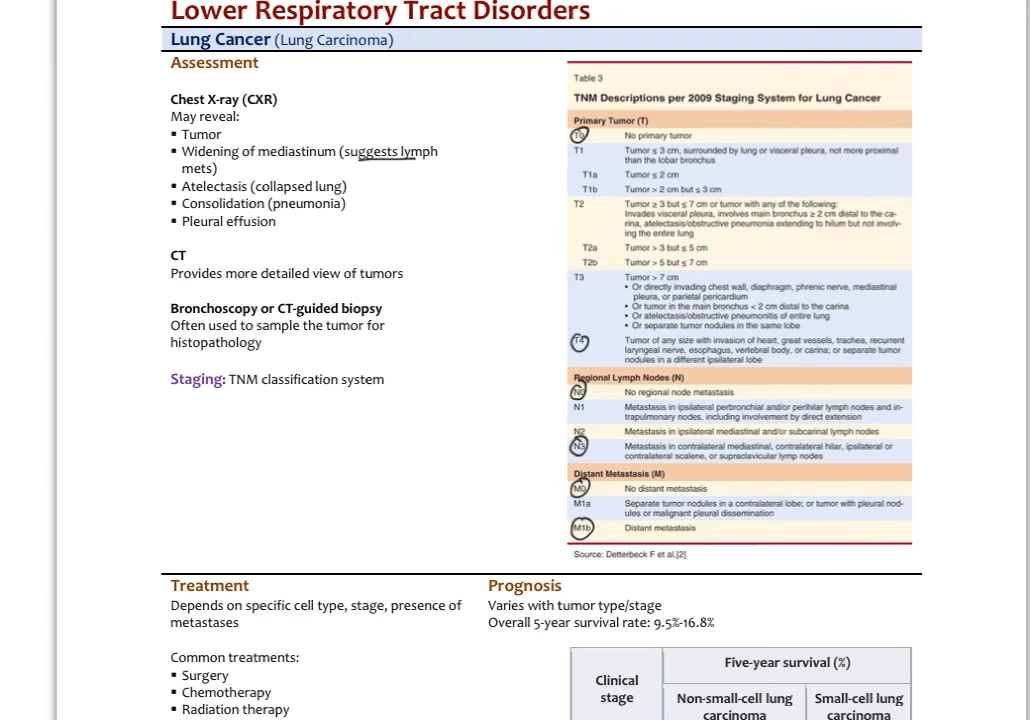 Lower Respiratory Tract Disorders
Lung Cancer (Lung Carcinoma)
Assessment
Chest X-ray (CXR)
May reveal:
▪ Tumor
▪ Widening of mediastinum (suggests lymph
mets)
▪ Atelectasis (collapsed lung)
▪ Consolidation (pneumonia)
▪ Pleural effusion
CT
Provides more detailed view of tumors
Bronchoscopy or CT-guided biopsy
Often used to sample the tumor for
histopathology
Staging: TNM classification system
Table 3
TNM Descriptions per 2009 Staging System for Lung Cancer
Primary Tumor (T)
T0 No primary tumor
T1 Tumor ≤ 3 cm, surrounded by lung or visceral pleura, not more proximal
than the lobar bronchus
T1a Tumor ≤ 2 cm
T1b Tumor > 2 cm but ≤ 3 cm
T2 Tumor ≥ 3 but ≤ 7 cm or tumor with any of the following:
Invades visceral pleura, involves main bronchus ≥ 2 cm distal to the ca-
rina, atelectasis/obstructive pneumonia extending to hilum but not involv-
ing the entire lung
T2a Tumor > 3 but ≤ 5 cm
T2b Tumor > 5 but ≤ 7 cm
T3 Tumor > 7 cm
• Or directly invading chest wall, diaphragm, phrenic nerve, mediastinal
pleura, or parietal pericardium
• Or tumor in the main bronchus < 2 cm distal to the carina
• Or atelectasis/obstructive pneumonitis of entire lung
• Or separate tumor nodules in the same lobe
T4 Tumor of any size with invasion of heart, great vessels, trachea, recurrent
laryngeal nerve, esophagus, vertebral body, or carina; or separate tumor
nodules in a different ipsilateral lobe
Regional Lymph Nodes (N)
N0 No regional node metastasis
N1 Metastasis in ipsilateral perbronchial and/or perihilar lymph nodes and in-
trapulmonary nodes, including involvement by direct extension
N2 Metastasis in ipsilateral mediastinal and/or subcarinal lymph nodes
N3 Metastasis in contralateral mediastinal, contralateral hilar, ipsilateral or
contralateral scalene, or supraclavicular lymp nodes
Distant Metastasis (M)
M0 No distant metastasis
M1a Separate tumor nodules in a contralateral lobe; or tumor with pleural nod-
ules or malignant pleural dissemination
M1b Distant metastasis
Source: Detterbeck F et al.[2]
Treatment
Depends on specific cell type, stage, presence of
metastases
Common treatments:
▪ Surgery
▪ Chemotherapy
▪ Radiation therapy
Prognosis
Varies with tumor type/stage
Overall 5-year survival rate: 9.5%-16.8%
Clinical
stage
Five-year survival (%)
Non-small-cell lung
carcinoma
Small-cell lung
carcinoma